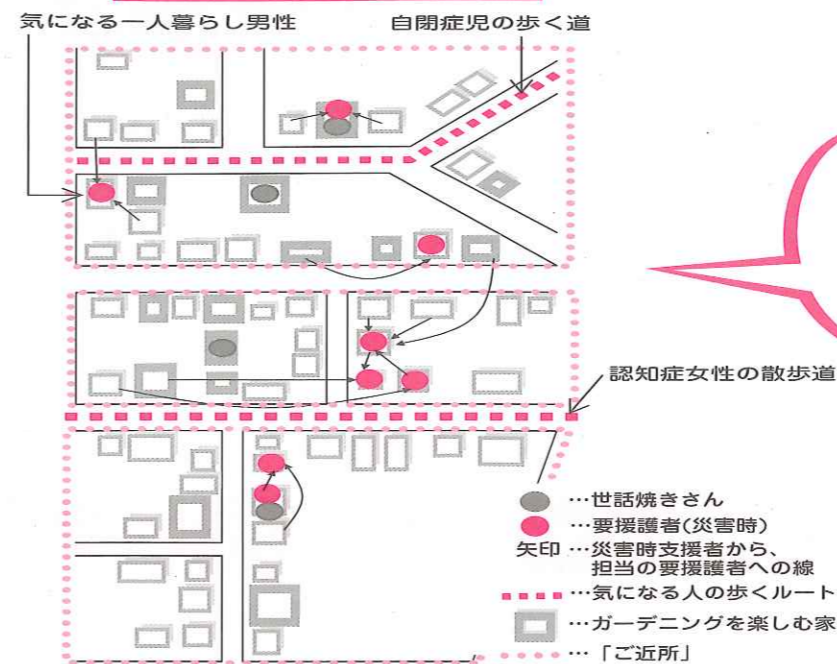 気になる一人暮らし男性
自閉症児の歩く道
認知症女性の散歩道
…世話焼きさん
…要援護者(災害時)
矢印…災害時支援者から、
担当の要援護者への線
…気になる人の歩くルート
…ガーデニングを楽しむ家
…「ご近所」